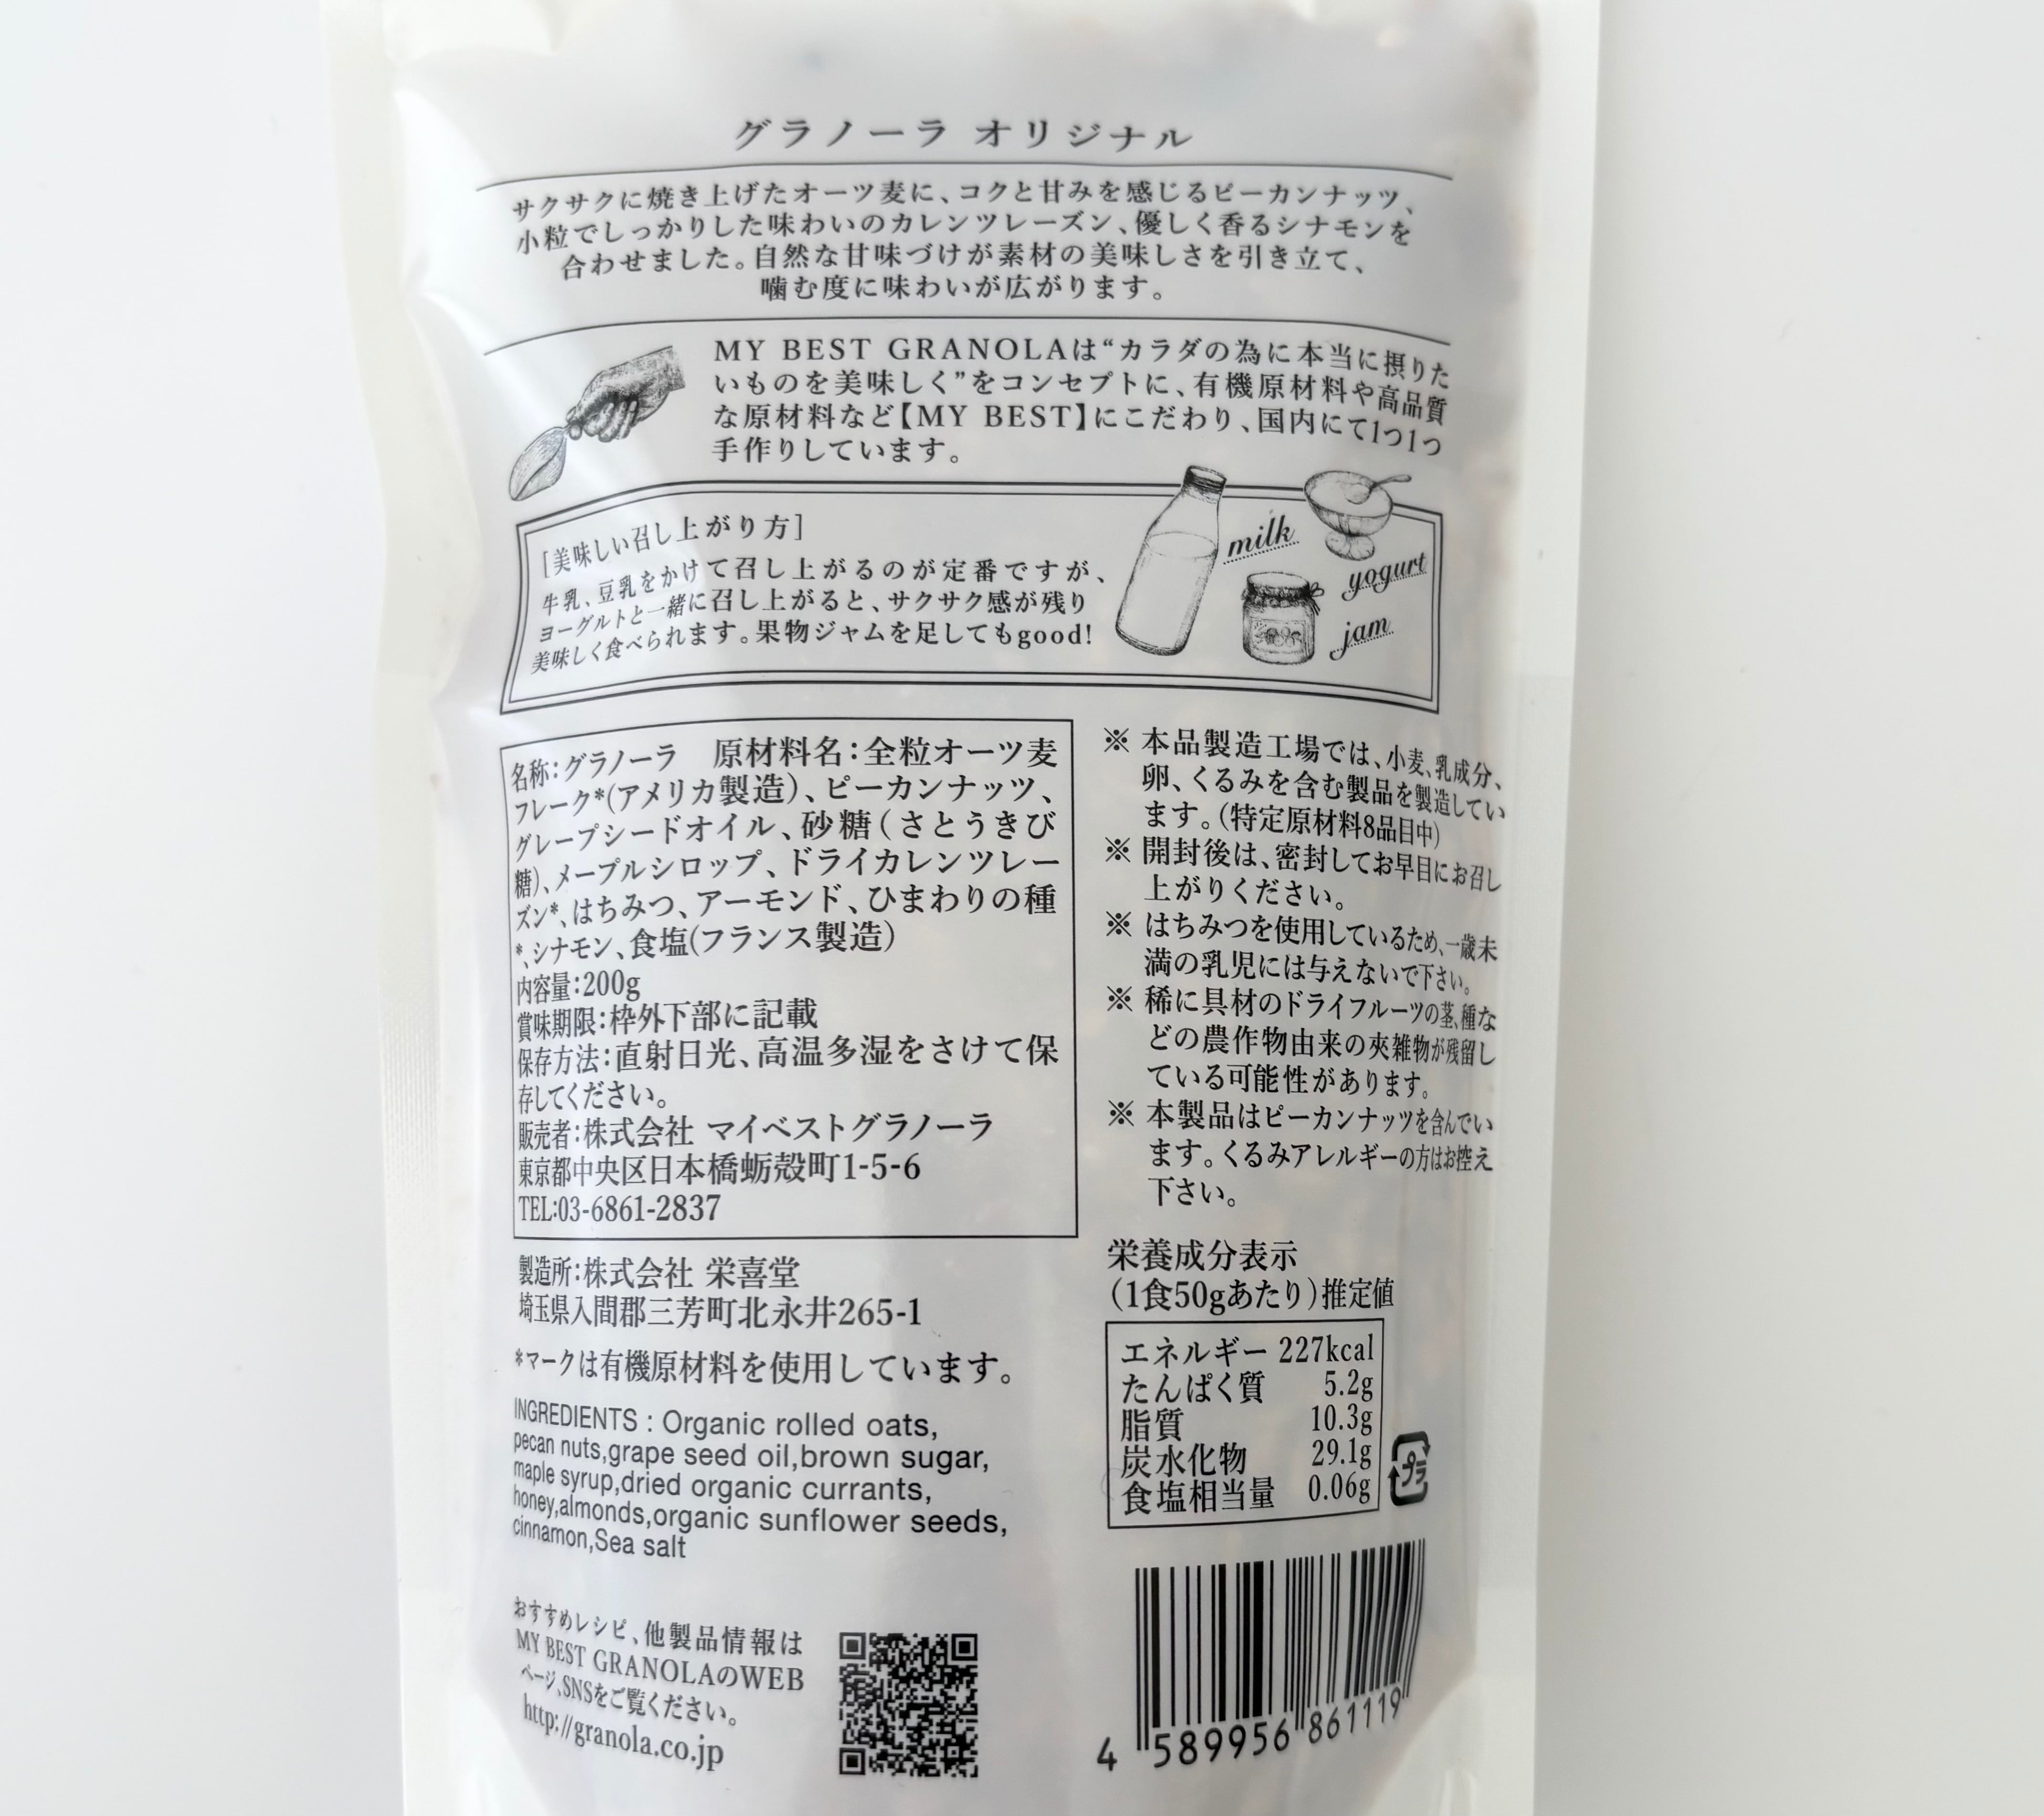 グラノーラ オリジナル
サクサクに焼き上げたオーツ麦に、コクと甘みを感じるピーカンナッツ、
小粒でしっかりした味わいのカレンツレーズン、優しく香るシナモンを
合わせました。自然な甘味づけが素材の美味しさを引き立て、
噛む度に味わいが広がります。
MY BEST GRANOLAは“カラダの為に本当に摂りた
いものを美味しく”をコンセプトに、有機原材料や高品質
な原材料など【MY BEST】にこだわり、国内にて1つ1つ
手作りしています。
[美味しい召し上がり方]
牛乳、豆乳をかけて召し上がるのが定番ですが、
ヨーグルトと一緒に召し上がると、サクサク感が残り
美味しく食べられます。果物ジャムを足してもgood!
milk
yogurt
jam
名称:グラノーラ　原材料名:全粒オーツ麦
フレーク*(アメリカ製造)、ピーカンナッツ、
グレープシードオイル、砂糖(さとうきび
糖)、メープルシロップ、ドライカレンツレー
ズン*、はちみつ、アーモンド、ひまわりの種
*、シナモン、食塩(フランス製造)
内容量:200g
賞味期限:枠外下部に記載
保存方法:直射日光、高温多湿をさけて保
存してください。
販売者:株式会社 マイベストグラノーラ
東京都中央区日本橋蛎殻町1-5-6
TEL:03-6861-2837
製造所:株式会社 栄喜堂
埼玉県入間郡三芳町北永井265-1
*マークは有機原材料を使用しています。
INGREDIENTS : Organic rolled oats,
pecan nuts,grape seed oil,brown sugar,
maple syrup,dried organic currants,
honey,almonds,organic sunflower seeds,
cinnamon,Sea salt
おすすめレシピ、他製品情報は
MY BEST GRANOLAのWEB
ページ、SNSをご覧ください。
http://granola.co.jp
※ 本品製造工場では、小麦、乳成分、
卵、くるみを含む製品を製造してい
ます。(特定原材料8品目中)
※ 開封後は、密封してお早目にお召し
上がりください。
※ はちみつを使用しているため、一歳未
満の乳児には与えないで下さい。
※ 稀に具材のドライフルーツの茎、種な
どの農作物由来の夾雑物が残留し
ている可能性があります。
※ 本製品はピーカンナッツを含んでい
ます。くるみアレルギーの方はお控え
下さい。
栄養成分表示
(1食50gあたり)推定値
エネルギー 227kcal
たんぱく質 5.2g
脂質 10.3g
炭水化物 29.1g
食塩相当量 0.06g
プラ
4 589956 861119